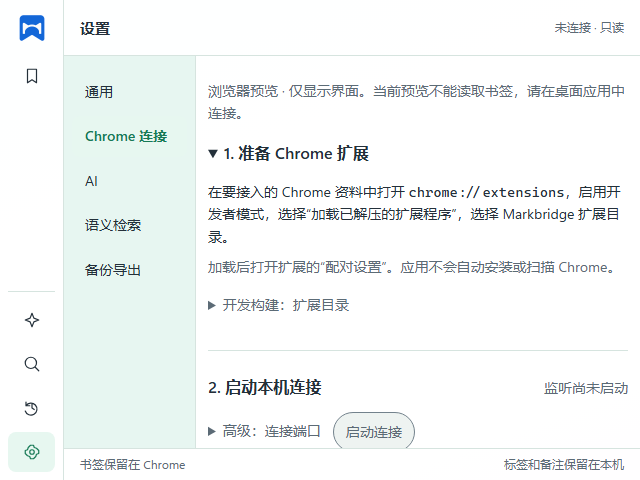 设置
未连接 · 只读
通用
Chrome 连接
AI
语义检索
备份导出
浏览器预览 · 仅显示界面。当前预览不能读取书签，请在桌面应用中
连接。
▼ 1. 准备 Chrome 扩展
在要接入的 Chrome 资料中打开 chrome://extensions，启用开
发者模式，选择“加载已解压的扩展程序”，选择 Markbridge 扩展目
录。
加载后打开扩展的“配对设置”。应用不会自动安装或扫描 Chrome。
▶ 开发构建：扩展目录
2. 启动本机连接
监听尚未启动
▶ 高级：连接端口
启动连接
书签保留在 Chrome
标签和备注保留在本机